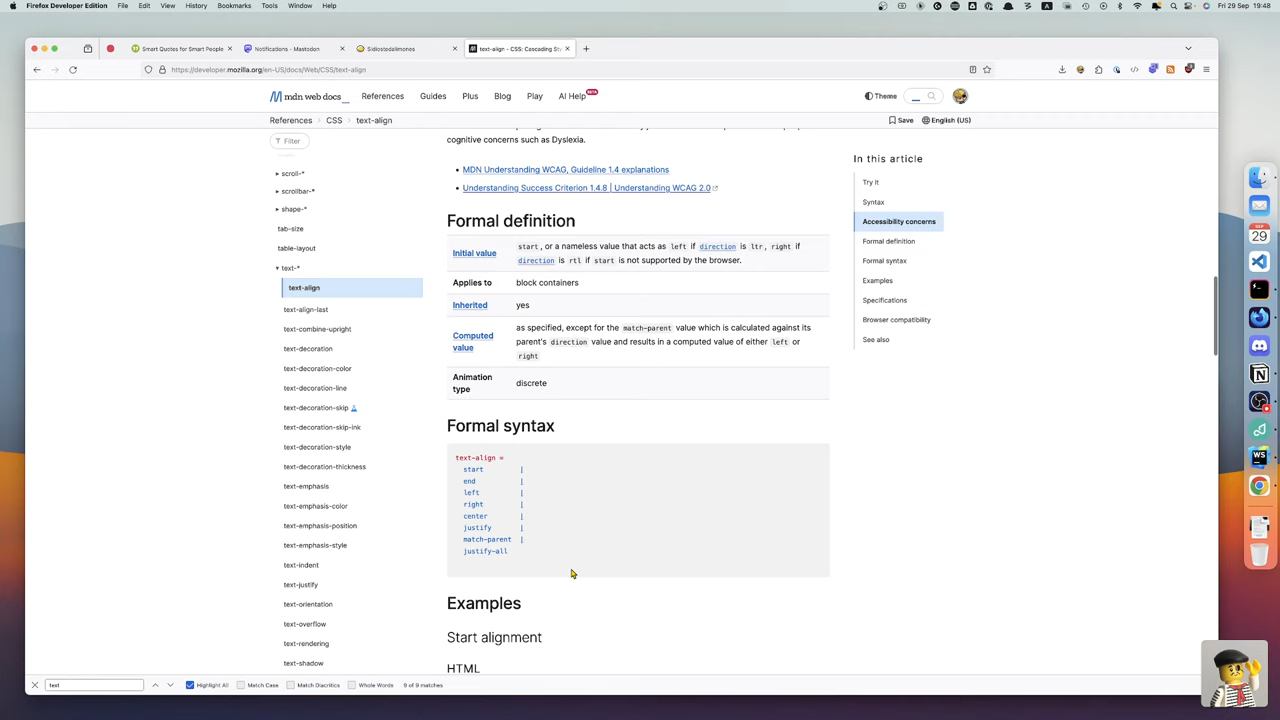 Firefox Developer Edition File Edit View History Bookmarks Tools Window Help
Fri 29 Sep 19:48
Smart Quotes for Smart People
Notifications - Mastodon
Sidlostedalimones
text-align - CSS: Cascading St
https://developer.mozilla.org/en-US/docs/Web/CSS/text-align
mdn web docs_
References Guides Plus Blog Play AI Help BETA
Theme
References CSS text-align
Save English (US)
Filter
scroll-*
scrollbar-*
shape-*
tab-size
table-layout
text-*
text-align
text-align-last
text-combine-upright
text-decoration
text-decoration-color
text-decoration-line
text-decoration-skip
text-decoration-skip-ink
text-decoration-style
text-decoration-thickness
text-emphasis
text-emphasis-color
text-emphasis-position
text-emphasis-style
text-indent
text-justify
text-orientation
text-overflow
text-rendering
text-shadow
cognitive concerns such as Dyslexia.
MDN Understanding WCAG, Guideline 1.4 explanations
Understanding Success Criterion 1.4.8 | Understanding WCAG 2.0
Formal definition
Initial value
start, or a nameless value that acts as left if direction is ltr, right if
direction is rtl if start is not supported by the browser.
Applies to block containers
Inherited yes
Computed value
as specified, except for the match-parent value which is calculated against its
parent's direction value and results in a computed value of either left or
right
Animation type
discrete
Formal syntax
text-align =
start |
end |
left |
right |
center |
justify |
match-parent |
justify-all
Examples
Start alignment
HTML
In this article
Try it
Syntax
Accessibility concerns
Formal definition
Formal syntax
Examples
Specifications
Browser compatibility
See also
SEP
29
WS
text
Highlight All Match Case Match Diacritics Whole Words 9 of 9 matches